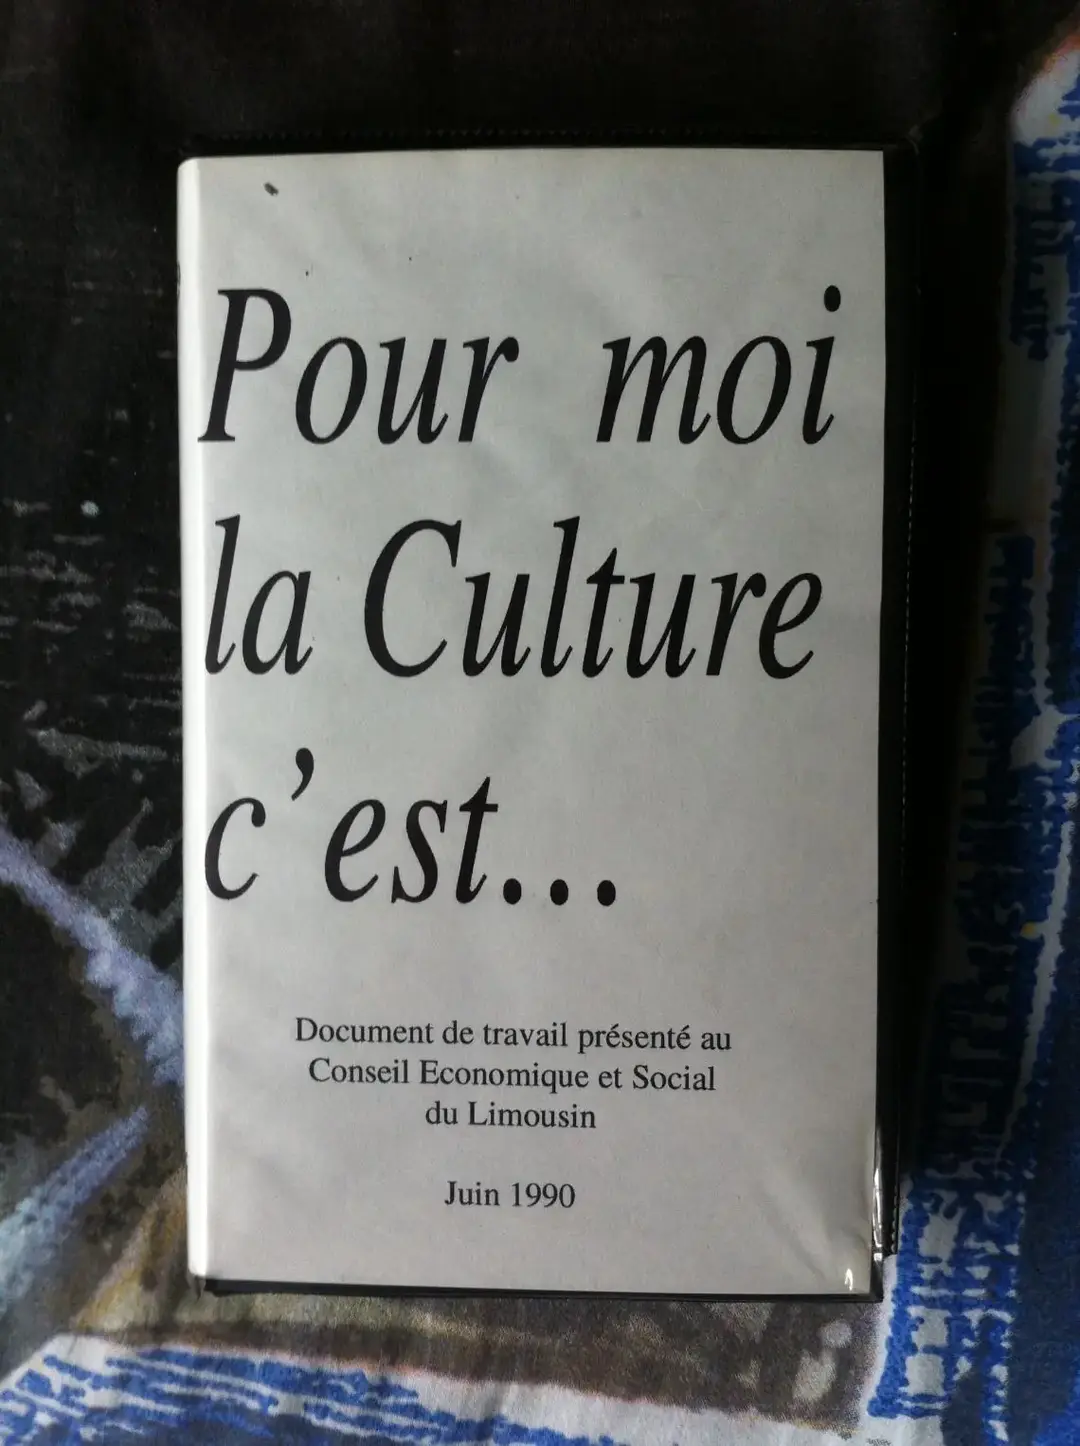 Pour moi
la Culture
c'est...
Document de travail présenté au
Conseil Economique et Social
du Limousin
Juin 1990